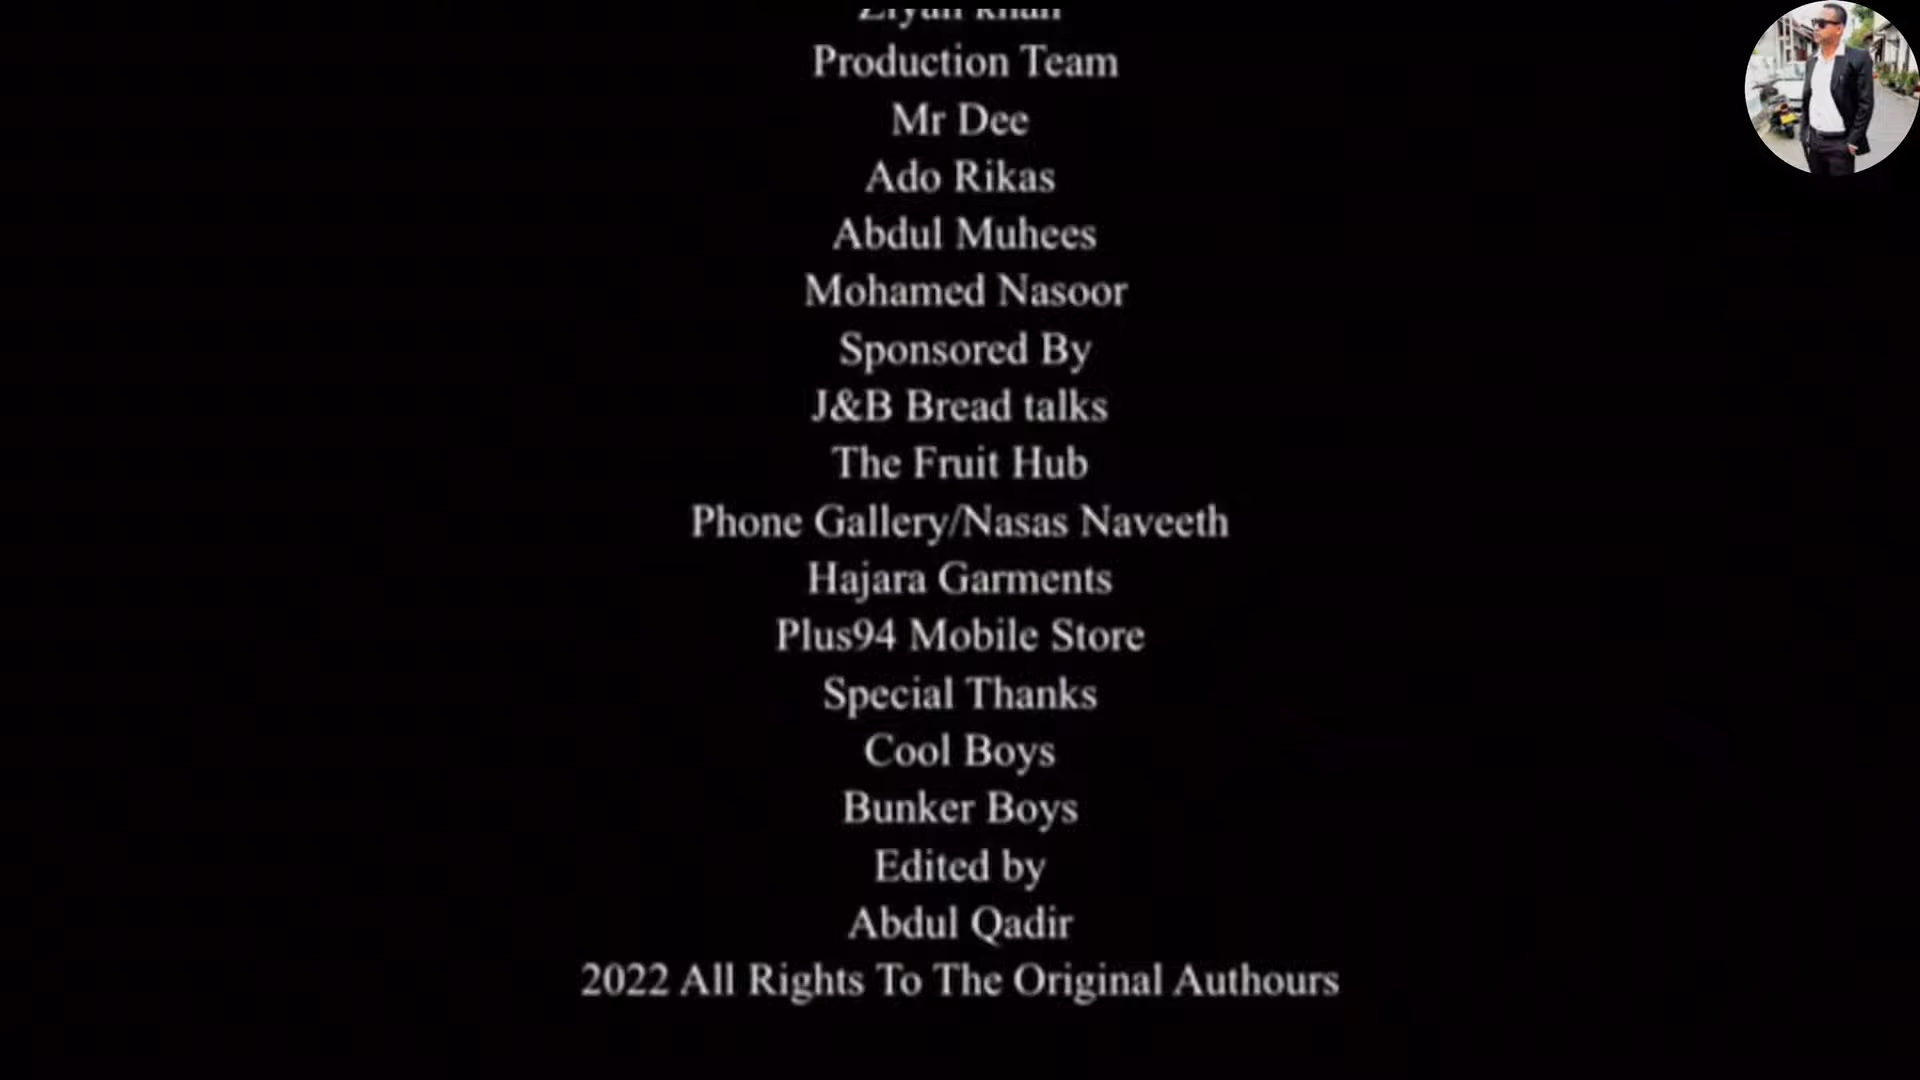 Production Team
Mr Dee
Ado Rikas
Abdul Muhees
Mohamed Nasoor
Sponsored By
J&B Bread talks
The Fruit Hub
Phone Gallery/Nasas Naveeth
Hajara Garments
Plus94 Mobile Store
Special Thanks
Cool Boys
Bunker Boys
Edited by
Abdul Qadir
2022 All Rights To The Original Authours